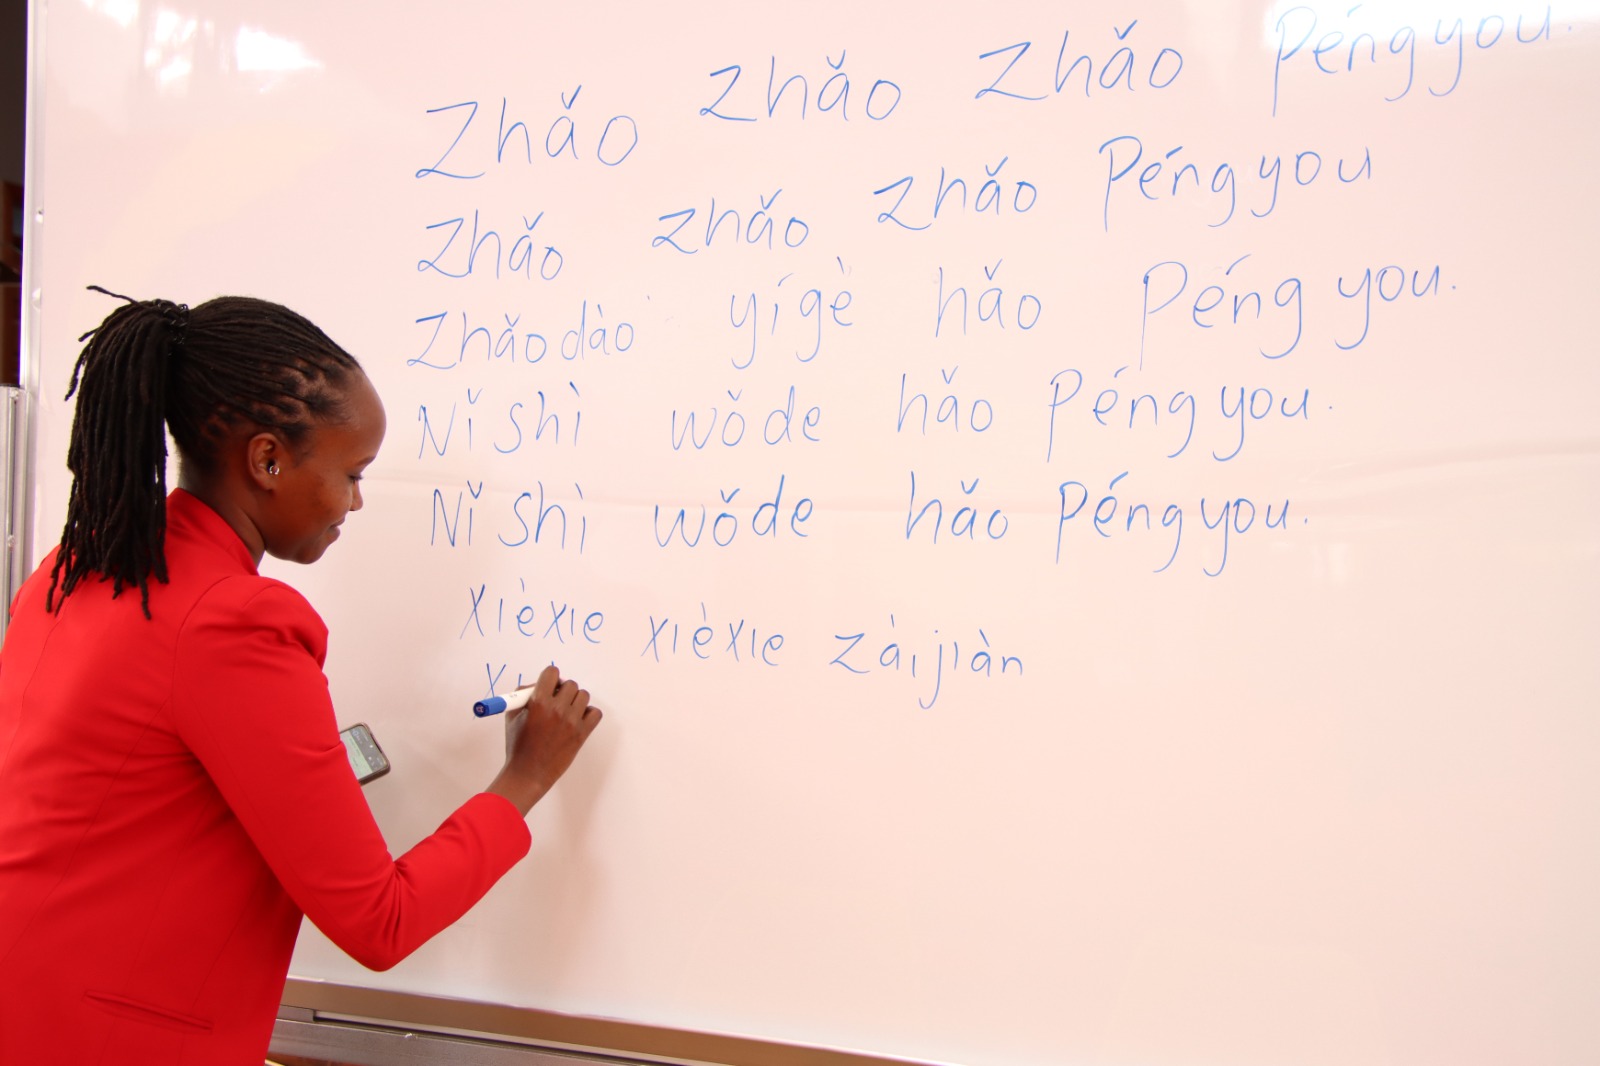 Zhǎo zhǎo zhǎo Péngyou.
Zhǎo zhǎo zhǎo Péngyou
Zhǎodào yígè hǎo Péngyou.
Nǐ shì wǒde hǎo Péngyou.
Nǐ shì wǒde hǎo Péngyou.
Xièxie xièxie zàijiàn